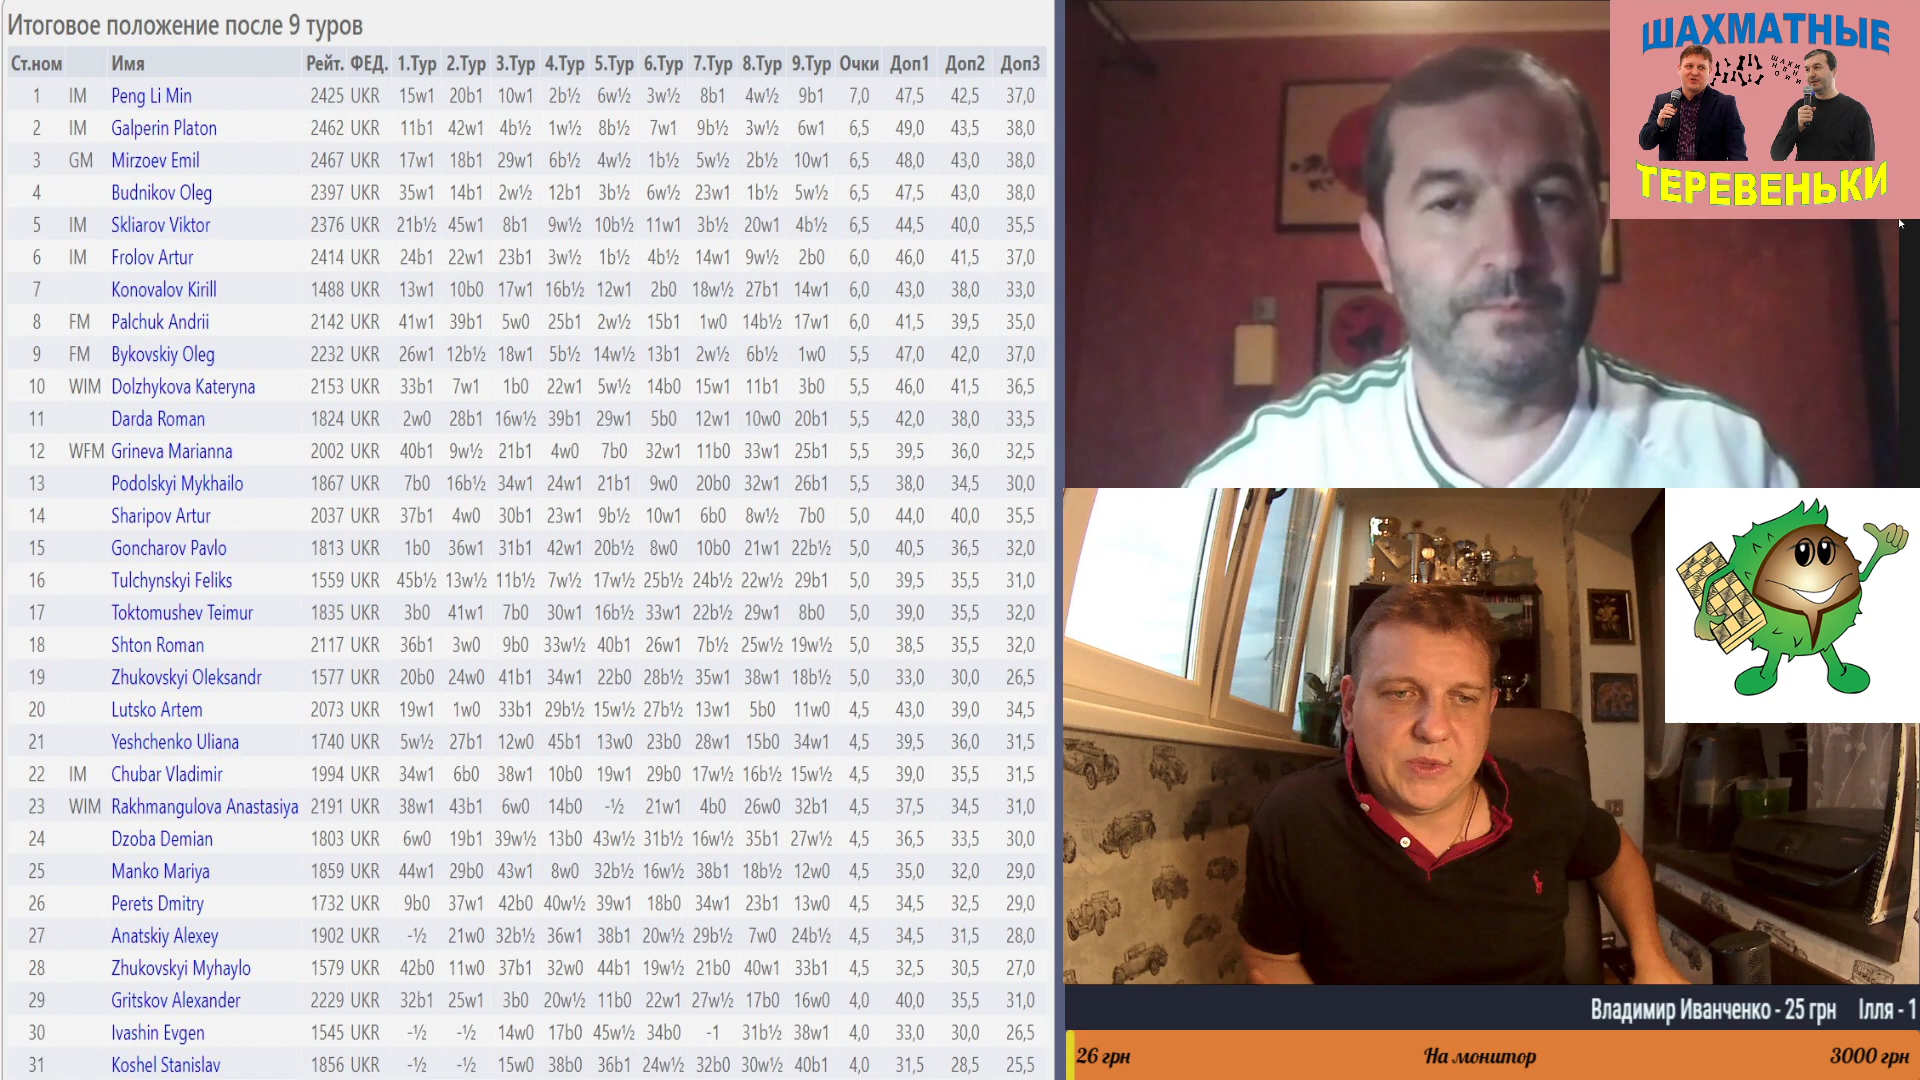 Итоговое положение после 9 туров
Ст.ном Имя Рейт. ФЕД. 1.Тур 2.Тур 3.Тур 4.Тур 5.Тур 6.Тур 7.Тур 8.Тур 9.Тур Очки Доп1 Доп2 Доп3
1 IM Peng Li Min 2425 UKR 15w1 20b1 10w1 2b½ 6w½ 3w½ 8b1 4w½ 9b1 7,0 47,5 42,5 37,0
2 IM Galperin Platon 2462 UKR 11b1 42w1 4b½ 1w½ 8b½ 7w1 9b½ 3w½ 6w1 6,5 49,0 43,5 38,0
3 GM Mirzoev Emil 2467 UKR 17w1 18b1 29w1 6b½ 4w½ 1b½ 5w½ 2b½ 10w1 6,5 48,0 43,0 38,0
4 Budnikov Oleg 2397 UKR 35w1 14b1 2w½ 12b1 3b½ 6w½ 23w1 1b½ 5w½ 6,5 47,5 43,0 38,0
5 IM Skliarov Viktor 2376 UKR 21b½ 45w1 8b1 9w½ 10b½ 11w1 3b½ 20w1 4b½ 6,5 44,5 40,0 35,5
6 IM Frolov Artur 2414 UKR 24b1 22w1 23b1 3w½ 1b½ 4b½ 14w1 9w½ 2b0 6,0 46,0 41,5 37,0
7 Konovalov Kirill 1488 UKR 13w1 10b0 17w1 16b½ 12w1 2b0 18w½ 27b1 14w1 6,0 43,0 38,0 33,0
8 FM Palchuk Andrii 2142 UKR 41w1 39b1 5w0 25b1 2w½ 15b1 1w0 14b½ 17w1 6,0 41,5 39,5 35,0
9 FM Bykovskiy Oleg 2232 UKR 26w1 12b½ 18w1 5b½ 14w½ 13b1 2w½ 6b½ 1w0 5,5 47,0 42,0 37,0
10 WIM Dolzhykova Kateryna 2153 UKR 33b1 7w1 1b0 22w1 5w½ 14b0 15w1 11b1 3b0 5,5 46,0 41,5 36,5
11 Darda Roman 1824 UKR 2w0 28b1 16w½ 39b1 29w1 5b0 12w1 10w0 20b1 5,5 42,0 38,0 33,5
12 WFM Grineva Marianna 2002 UKR 40b1 9w½ 21b1 4w0 7b0 32w1 11b0 33w1 25b1 5,5 39,5 36,0 32,5
13 Podolskyi Mykhailo 1867 UKR 7b0 16b½ 34w1 24w1 21b1 9w0 20b0 32w1 26b1 5,5 38,0 34,5 30,0
14 Sharipov Artur 2037 UKR 37b1 4w0 30b1 23w1 9b½ 10w1 6b0 8w½ 7b0 5,0 44,0 40,0 35,5
15 Goncharov Pavlo 1813 UKR 1b0 36w1 31b1 42w1 20b½ 8w0 10b0 21w1 22b½ 5,0 40,5 36,5 32,0
16 Tulchynskyi Feliks 1559 UKR 45b½ 13w½ 11b½ 7w½ 17w½ 25b½ 24b½ 22w½ 29b1 5,0 39,5 35,5 31,0
17 Toktomushev Teimur 1835 UKR 3b0 41w1 7b0 30w1 16b½ 33w1 22b½ 29w1 8b0 5,0 39,0 35,5 32,0
18 Shton Roman 2117 UKR 36b1 3w0 9b0 33w½ 40b1 26w1 7b½ 25w½ 19w½ 5,0 38,5 35,5 32,0
19 Zhukovskyi Oleksandr 1577 UKR 20b0 24w0 41b1 34w1 22b0 28b½ 35w1 38w1 18b½ 5,0 33,0 30,0 26,5
20 Lutsko Artem 2073 UKR 19w1 1w0 33b1 29b½ 15w½ 27b½ 13w1 5b0 11w0 4,5 43,0 39,0 34,5
21 Yeshchenko Uliana 1740 UKR 5w½ 27b1 12w0 45b1 13w0 23b0 28w1 15b0 34w1 4,5 39,5 36,0 31,5
22 IM Chubar Vladimir 1994 UKR 34w1 6b0 38w1 10b0 19w1 29b0 17w½ 16b½ 15w½ 4,5 39,0 35,5 31,5
23 WIM Rakhmangulova Anastasiya 2191 UKR 38w1 43b1 6w0 14b0 -½ 21w1 4b0 26w0 32b1 4,5 37,5 34,5 31,0
24 Dzoba Demian 1803 UKR 6w0 19b1 39w½ 13b0 43w½ 31b½ 16w½ 35b1 27w½ 4,5 36,5 33,5 30,0
25 Manko Mariya 1859 UKR 44w1 29b0 43w1 8w0 32b½ 16w½ 38b1 18b½ 12w0 4,5 35,0 32,0 29,0
26 Perets Dmitry 1732 UKR 9b0 37w1 42b0 40w½ 39w1 18b0 34w1 23b1 13w0 4,5 34,5 32,5 29,0
27 Anatskiy Alexey 1902 UKR -½ 21w0 32b½ 36w1 38b1 20w½ 29b½ 7w0 24b½ 4,5 34,5 31,5 28,0
28 Zhukovskyi Myhaylo 1579 UKR 42b0 11w0 37b1 32w0 44b1 19w½ 21b0 40w1 33b1 4,5 32,5 30,5 27,0
29 Gritskov Alexander 2229 UKR 32b1 25w1 3b0 20w½ 11b0 22w1 27w½ 17b0 16w0 4,0 40,0 35,5 31,0
30 Ivashin Evgen 1545 UKR -½ -½ 14w0 17b0 45w½ 34b0 -1 31b½ 38w1 4,0 33,0 30,0 26,5
31 Koshel Stanislav 1856 UKR -½ -½ 15w0 38b0 36b1 24w½ 32b0 30w½ 40b1 4,0 31,5 28,5 25,5
ШАХМАТНЫЕ
ТЕРЕВЕНЬКИ
Владимир Иванченко - 25 грн Ілля - 1
26 грн На монитор 3000 грн